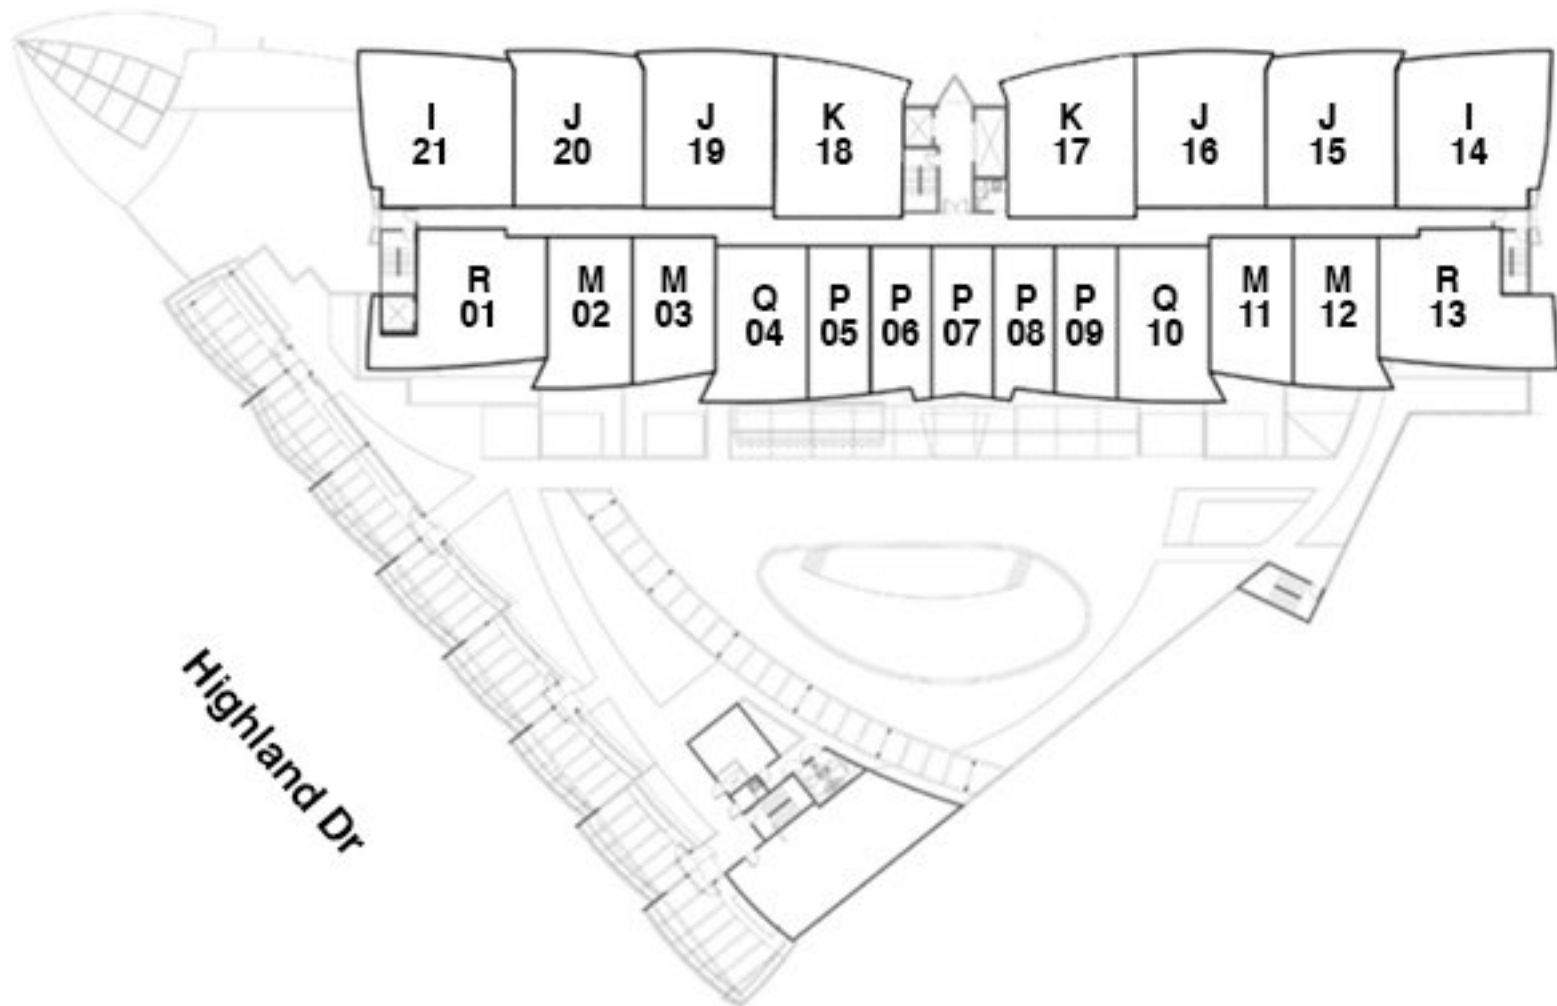 I J J K K J J I
21 20 19 18 17 16 15 14
R M M Q P P P P P Q M M R
01 02 03 04 05 06 07 08 09 10 11 12 13
Highland Dr